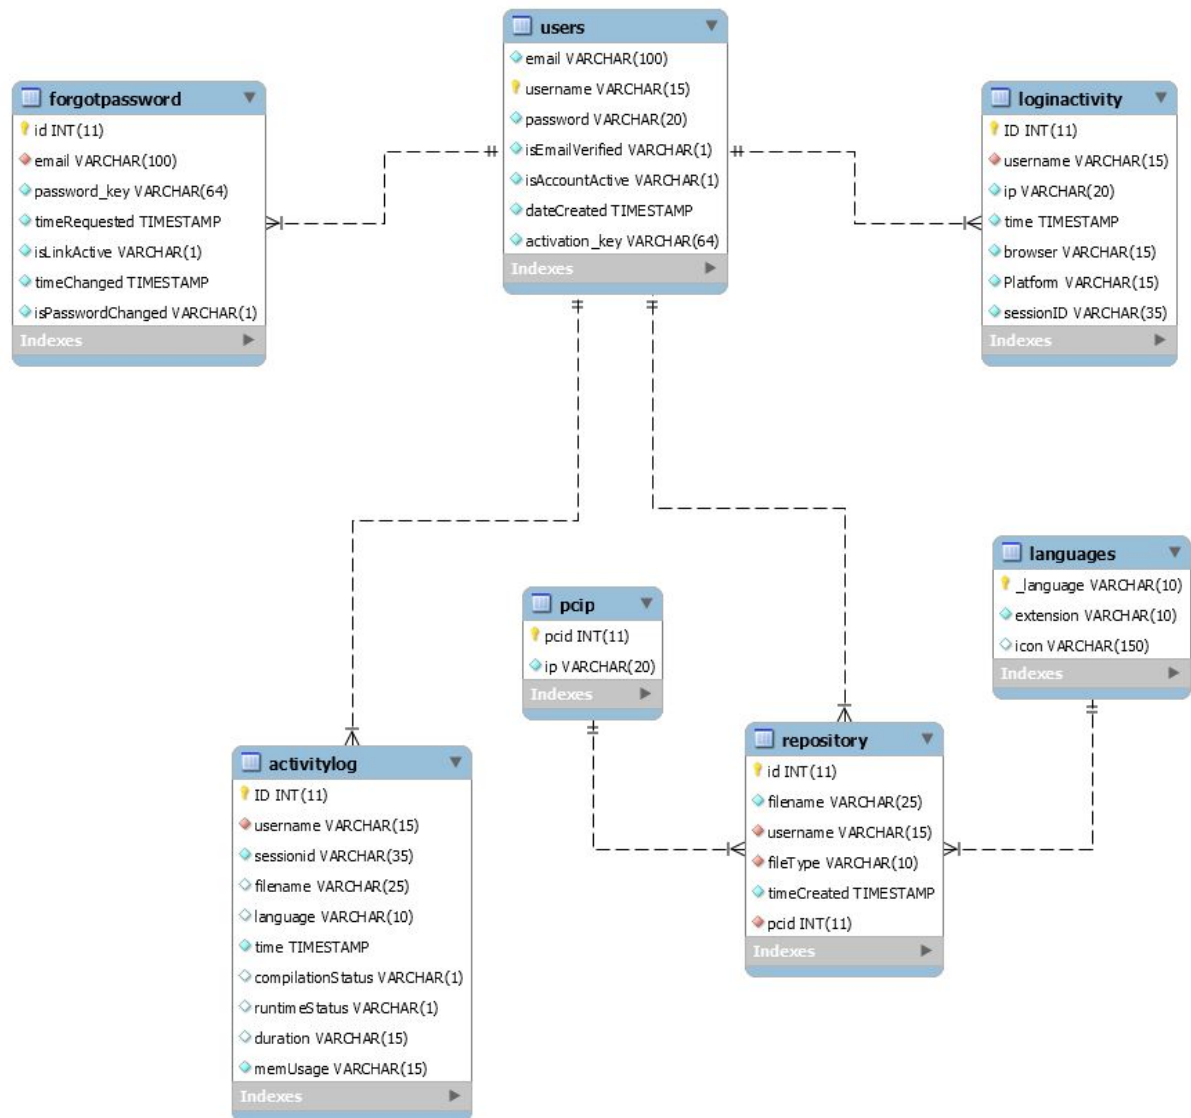 users
email VARCHAR(100)
username VARCHAR(15)
password VARCHAR(20)
isEmailVerified VARCHAR(1)
isAccountActive VARCHAR(1)
dateCreated TIMESTAMP
activation_key VARCHAR(64)
Indexes
forgotpassword
id INT(11)
email VARCHAR(100)
password_key VARCHAR(64)
timeRequested TIMESTAMP
isLinkActive VARCHAR(1)
timeChanged TIMESTAMP
isPasswordChanged VARCHAR(1)
Indexes
loginactivity
ID INT(11)
username VARCHAR(15)
ip VARCHAR(20)
time TIMESTAMP
browser VARCHAR(15)
Platform VARCHAR(15)
sessionID VARCHAR(35)
Indexes
languages
_language VARCHAR(10)
extension VARCHAR(10)
icon VARCHAR(150)
Indexes
pcip
pcid INT(11)
ip VARCHAR(20)
Indexes
repository
id INT(11)
filename VARCHAR(25)
username VARCHAR(15)
fileType VARCHAR(10)
timeCreated TIMESTAMP
pcid INT(11)
Indexes
activitylog
ID INT(11)
username VARCHAR(15)
sessionid VARCHAR(35)
filename VARCHAR(25)
language VARCHAR(10)
time TIMESTAMP
compilationStatus VARCHAR(1)
runtimeStatus VARCHAR(1)
duration VARCHAR(15)
memUsage VARCHAR(15)
Indexes